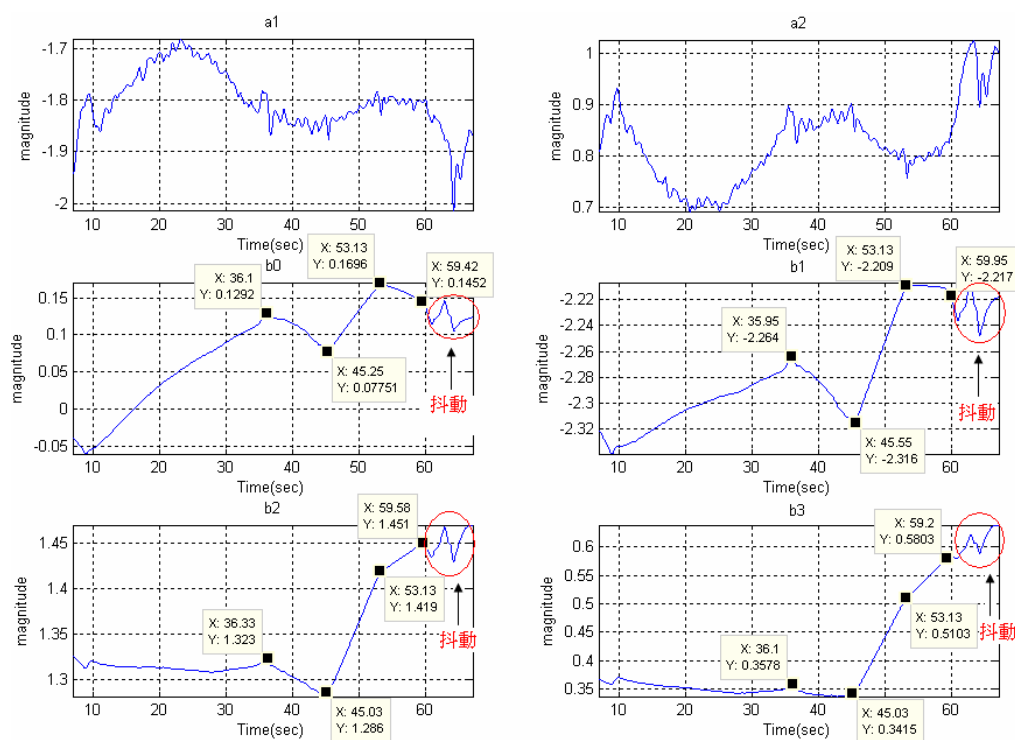 a1
-1.7
-1.8
-1.9
-2
magnitude
10 20 30 40 50 60
Time(sec)
a2
1
0.9
0.8
0.7
magnitude
10 20 30 40 50 60
Time(sec)
b0
X: 36.1
Y: 0.1292
X: 53.13
Y: 0.1696
X: 59.42
Y: 0.1452
X: 45.25
Y: 0.07751
抖動
0.15
0.1
0.05
0
-0.05
magnitude
10 20 30 40 50 60
Time(sec)
b1
X: 35.95
Y: -2.264
X: 53.13
Y: -2.209
X: 59.95
Y: -2.217
X: 45.55
Y: -2.316
抖動
-2.22
-2.24
-2.26
-2.28
-2.3
-2.32
magnitude
10 20 30 40 50 60
Time(sec)
b2
X: 36.33
Y: 1.323
X: 59.58
Y: 1.451
X: 53.13
Y: 1.419
X: 45.03
Y: 1.286
抖動
1.45
1.4
1.35
1.3
magnitude
10 20 30 40 50 60
Time(sec)
b3
X: 36.1
Y: 0.3578
X: 59.2
Y: 0.5803
X: 53.13
Y: 0.5103
X: 45.03
Y: 0.3415
抖動
0.6
0.55
0.5
0.45
0.4
0.35
magnitude
10 20 30 40 50 60
Time(sec)